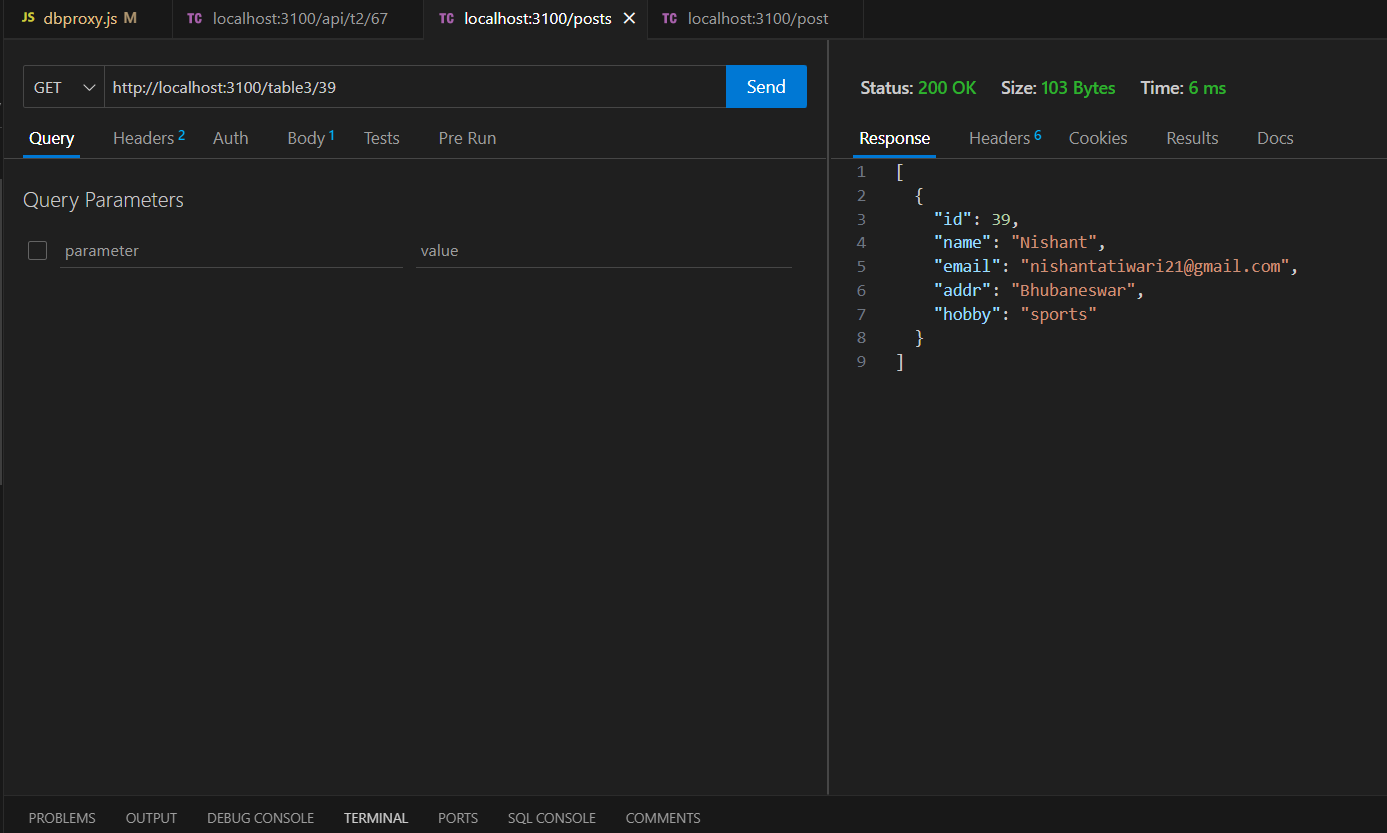 JS dbproxy.js M TC localhost:3100/api/t2/67 TC localhost:3100/posts TC localhost:3100/post
GET http://localhost:3100/table3/39 Send
Status: 200 OK Size: 103 Bytes Time: 6 ms
Query Headers 2 Auth Body 1 Tests Pre Run
Response Headers 6 Cookies Results Docs
Query Parameters
parameter value
1 [
2 {
3 "id": 39,
4 "name": "Nishant",
5 "email": "nishantatiwari21@gmail.com",
6 "addr": "Bhubaneswar",
7 "hobby": "sports"
8 }
9 ]
PROBLEMS OUTPUT DEBUG CONSOLE TERMINAL PORTS SQL CONSOLE COMMENTS